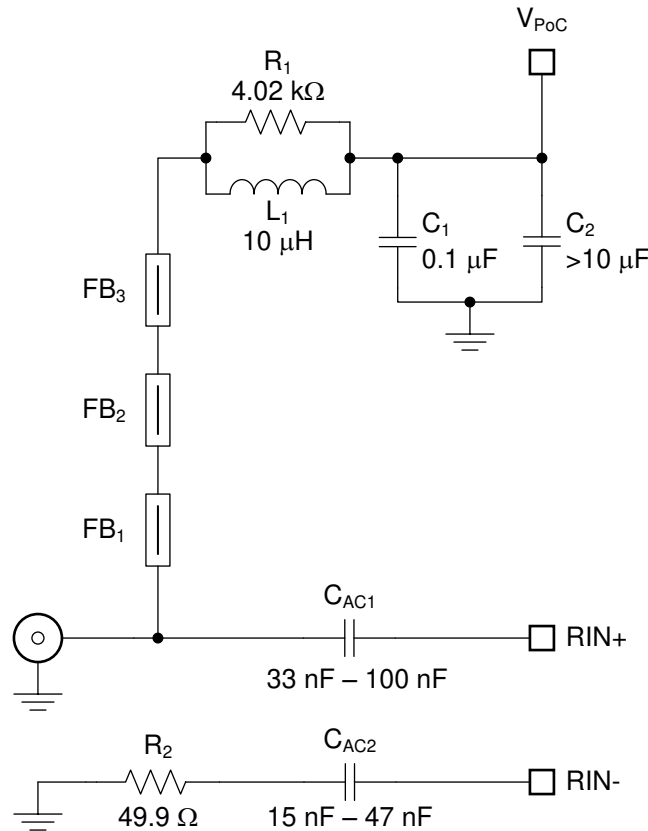 V_PoC
R_1
4.02 kΩ
L_1
10 μH
C_1
0.1 μF
C_2
>10 μF
FB_3
FB_2
FB_1
C_AC1
33 nF – 100 nF
RIN+
R_2
49.9 Ω
C_AC2
15 nF – 47 nF
RIN-